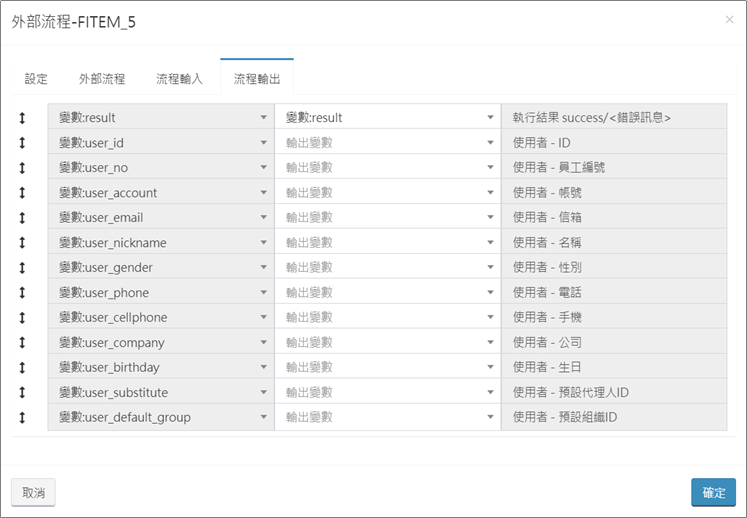 外部流程-FITEM_5
×
設定 外部流程 流程輸入 流程輸出
變數:result 變數:result 執行結果 success/<錯誤訊息>
變數:user_id 輸出變數 使用者 - ID
變數:user_no 輸出變數 使用者 - 員工編號
變數:user_account 輸出變數 使用者 - 帳號
變數:user_email 輸出變數 使用者 - 信箱
變數:user_nickname 輸出變數 使用者 - 名稱
變數:user_gender 輸出變數 使用者 - 性別
變數:user_phone 輸出變數 使用者 - 電話
變數:user_cellphone 輸出變數 使用者 - 手機
變數:user_company 輸出變數 使用者 - 公司
變數:user_birthday 輸出變數 使用者 - 生日
變數:user_substitute 輸出變數 使用者 - 預設代理人ID
變數:user_default_group 輸出變數 使用者 - 預設組織ID
取消 確定